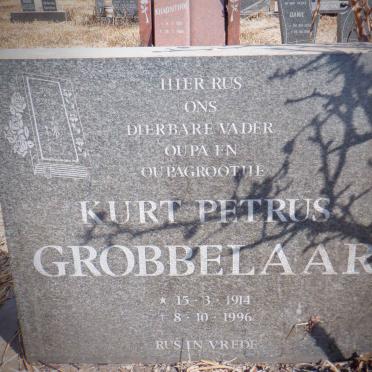 HIER RUS
ONS
DIERBARE VADER
OUPA EN
OUPAGROOTJIE
KURT PETRUS
GROBBELAAR
* 15 - 3 - 1914
† 8 - 10 - 1996
RUS IN VREDE